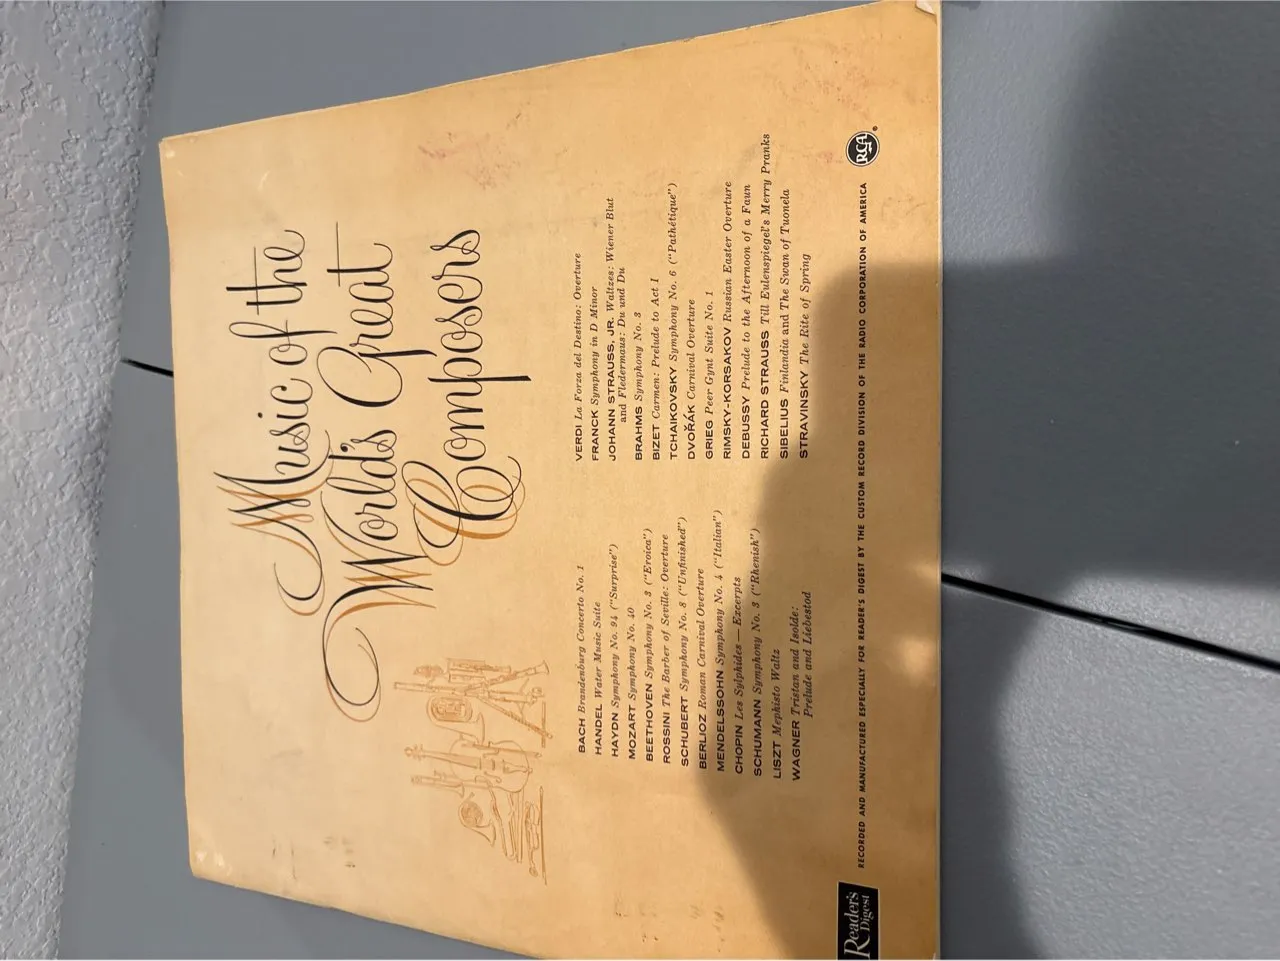 Music of the
World's Great
Composers
BACH Brandenburg Concerto No. 1
HANDEL Water Music Suite
HAYDN Symphony No. 94 ("Surprise")
MOZART Symphony No. 40
BEETHOVEN Symphony No. 3 ("Eroica")
ROSSINI The Barber of Seville: Overture
SCHUBERT Symphony No. 8 ("Unfinished")
BERLIOZ Roman Carnival Overture
MENDELSSOHN Symphony No. 4 ("Italian")
CHOPIN Les Sylphides — Excerpts
SCHUMANN Symphony No. 3 ("Rhenish")
LISZT Mephisto Waltz
WAGNER Tristan and Isolde:
Prelude and Liebestod
VERDI La Forza del Destino: Overture
FRANCK Symphony in D Minor
JOHANN STRAUSS, JR. Waltzes: Wiener Blut
and Fledermaus: Du und Du
BRAHMS Symphony No. 3
BIZET Carmen: Prelude to Act I
TCHAIKOVSKY Symphony No. 6 ("Pathétique")
DVOŘÁK Carnival Overture
GRIEG Peer Gynt Suite No. 1
RIMSKY-KORSAKOV Russian Easter Overture
DEBUSSY Prelude to the Afternoon of a Faun
RICHARD STRAUSS Till Eulenspiegel's Merry Pranks
SIBELIUS Finlandia and The Swan of Tuonela
STRAVINSKY The Rite of Spring
Reader's
Digest
RECORDED AND MANUFACTURED ESPECIALLY FOR READER'S DIGEST BY THE CUSTOM RECORD DIVISION OF THE RADIO CORPORATION OF AMERICA
RCA ®